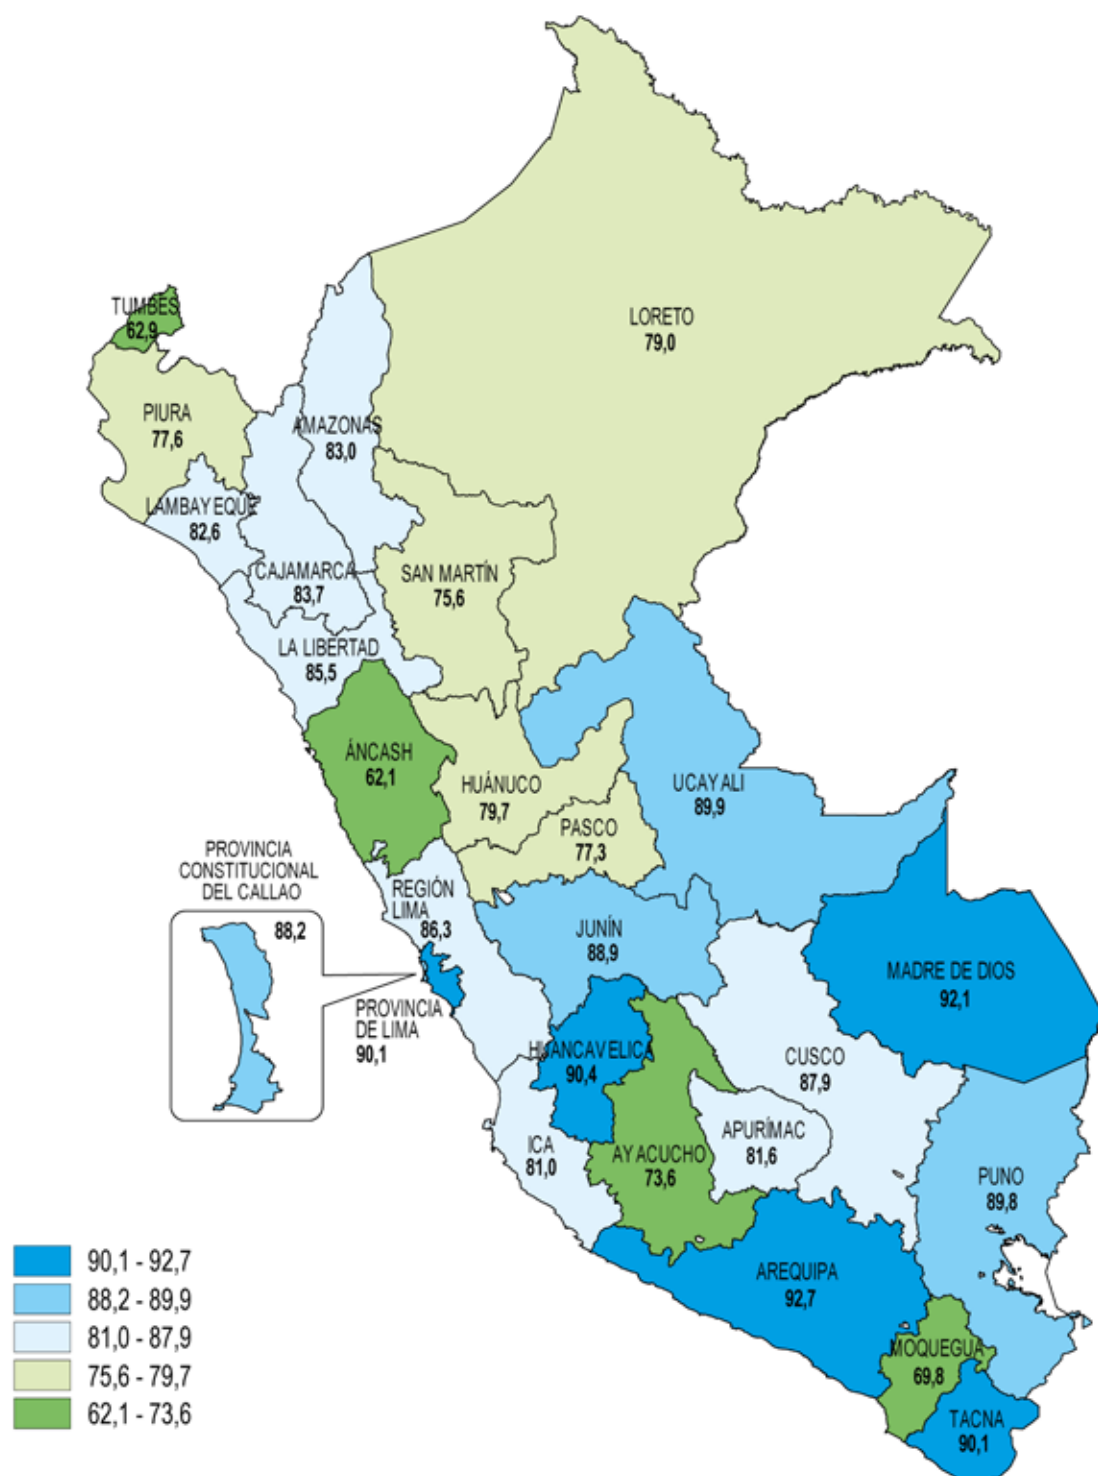 TUMBES
62,9
PIURA
77,6
LORETO
79,0
AMAZONAS
83,0
LAMBAYEQUE
82,6
CAJAMARCA
83,7
SAN MARTÍN
75,6
LA LIBERTAD
85,5
ÁNCASH
62,1
HUÁNUCO
79,7
UCAYALI
89,9
PASCO
77,3
PROVINCIA
CONSTITUCIONAL
DEL CALLAO
88,2
REGIÓN
LIMA
86,3
JUNÍN
88,9
MADRE DE DIOS
92,1
PROVINCIA
DE LIMA
90,1
HUANCAVELICA
90,4
CUSCO
87,9
ICA
81,0
AYACUCHO
73,6
APURÍMAC
81,6
PUNO
89,8
AREQUIPA
92,7
MOQUEGUA
69,8
TACNA
90,1
90,1 - 92,7
88,2 - 89,9
81,0 - 87,9
75,6 - 79,7
62,1 - 73,6